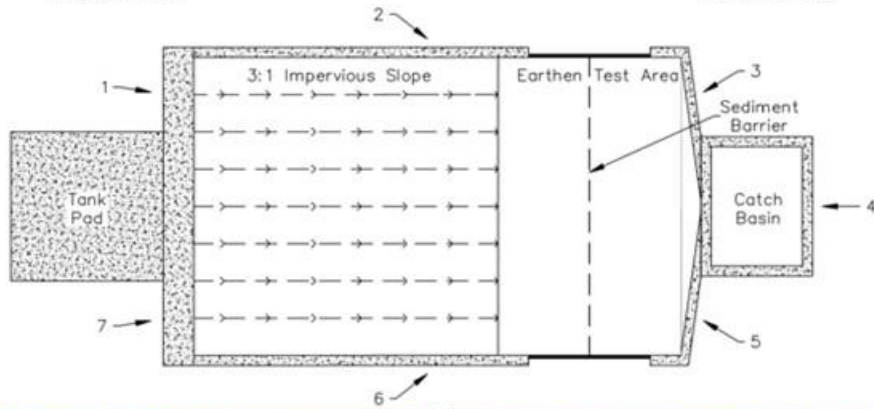 2
3:1 Impervious Slope
Earthen Test Area
1
3
Sediment
Barrier
Tank
Pad
Catch
Basin
4
7
5
6